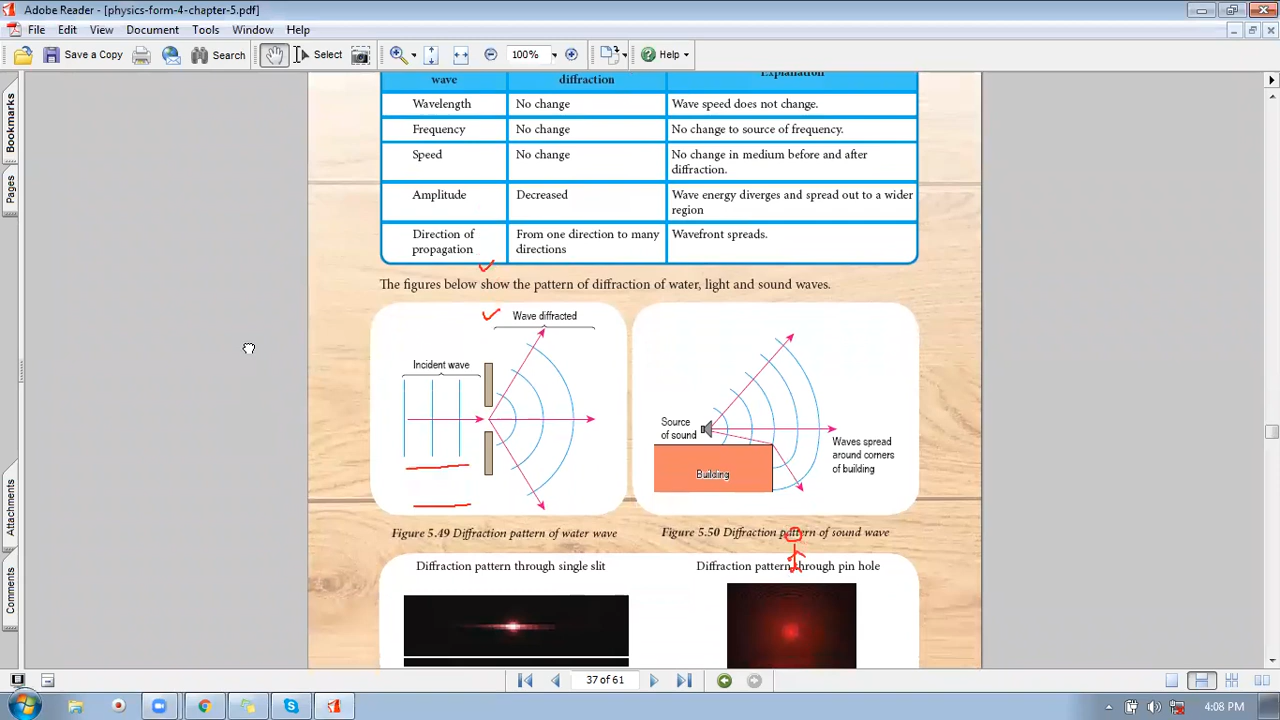 Adobe Reader - [physics-form-4-chapter-5.pdf]
File Edit View Document Tools Window Help
Save a Copy Search Select 100% Help
Bookmarks
Pages
Attachments
Comments
wave diffraction Explanation
Wavelength No change Wave speed does not change.
Frequency No change No change to source of frequency.
Speed No change No change in medium before and after
diffraction.
Amplitude Decreased Wave energy diverges and spread out to a wider
region
Direction of From one direction to many Wavefront spreads.
propagation directions
The figures below show the pattern of diffraction of water, light and sound waves.
Wave diffracted
Incident wave
Source
of sound
Building
Waves spread
around corners
of building
Figure 5.49 Diffraction pattern of water wave
Figure 5.50 Diffraction pattern of sound wave
Diffraction pattern through single slit
Diffraction pattern through pin hole
37 of 61
4:08 PM